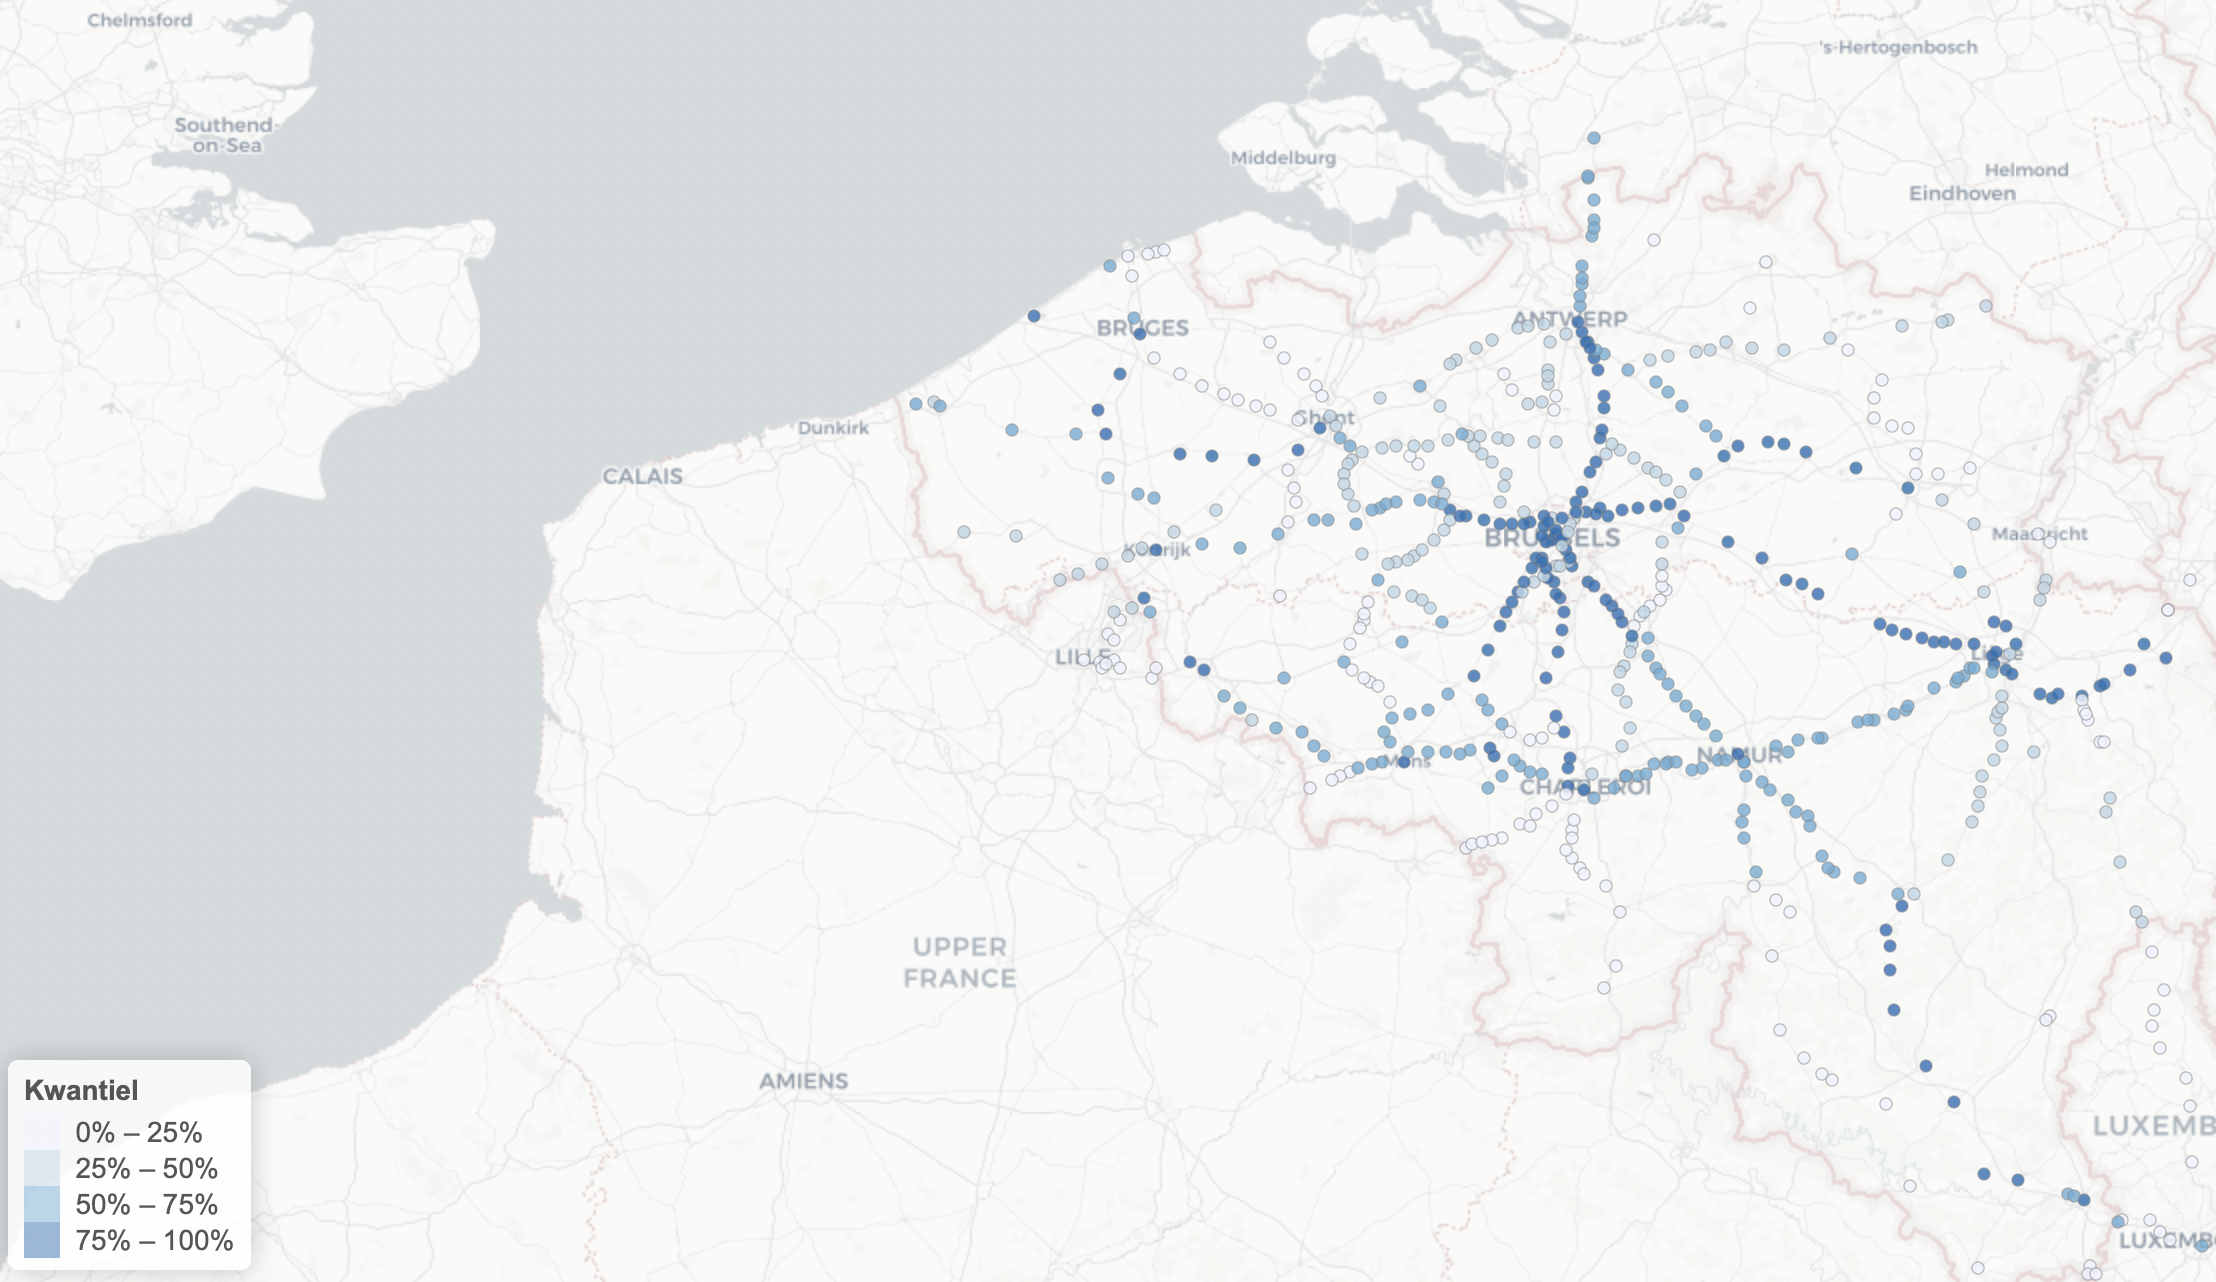 Chelmsford
's-Hertogenbosch
Southend-
on-Sea
Middelburg
Helmond
Eindhoven
BRUGES
ANTWERP
Ghent
Dunkirk
CALAIS
Kortrijk
BRUSSELS
Maastricht
LILLE
Liège
Mons
NAMUR
CHARLEROI
UPPER
FRANCE
AMIENS
LUXEMB
LUXEMB
Kwantiel
0% – 25%
25% – 50%
50% – 75%
75% – 100%